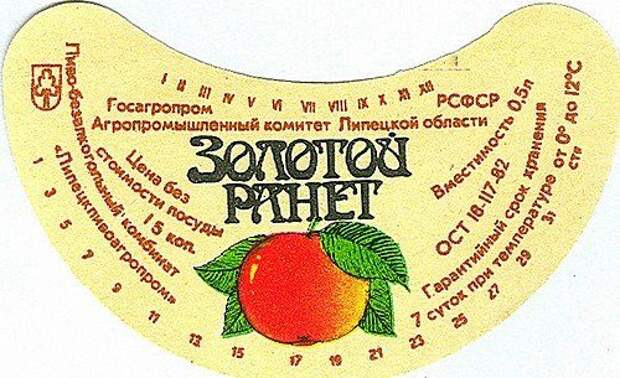 I II III IV V VI VII VIII IX X XI XII
Госагропром РСФСР
Агропромышленный комитет Липецкой области
ЗОЛОТОЙ
РАНЕТ
Пиво-безалкогольный комбинат
«Липецкпивоагропром»
Цена без
стоимости посуды
15 коп.
Вместимость 0,5л
ОСТ 18-117-82
Гарантийный срок хранения
7 суток при температуре от 0° до 12°С
ст.
1 3 5 7 9 11 13 15 17 19 21 23 25 27 29 31